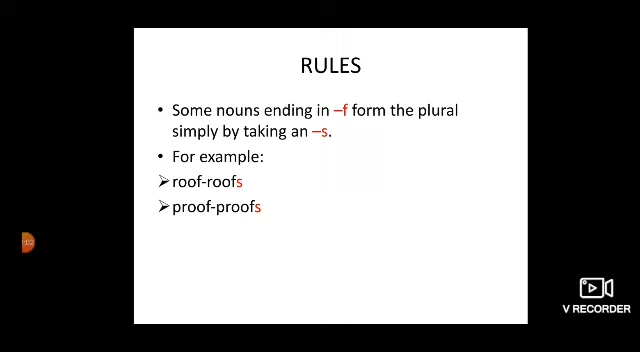 RULES
• Some nouns ending in –f form the plural
simply by taking an –s.
• For example:
➢ roof-roofs
➢ proof-proofs
:02
V RECORDER